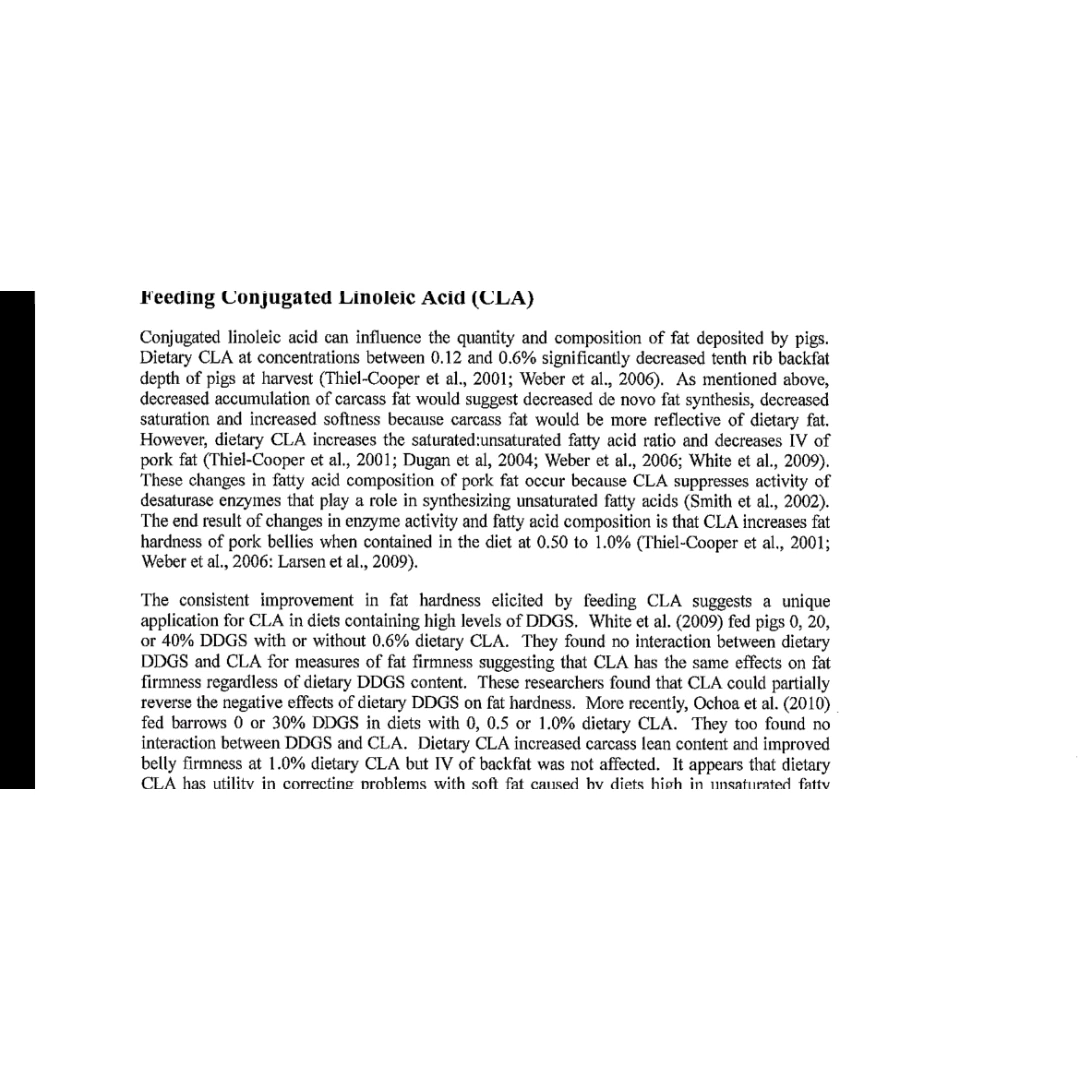 Feeding Conjugated Linoleic Acid (CLA)
Conjugated linoleic acid can influence the quantity and composition of fat deposited by pigs.
Dietary CLA at concentrations between 0.12 and 0.6% significantly decreased tenth rib backfat
depth of pigs at harvest (Thiel-Cooper et al., 2001; Weber et al., 2006). As mentioned above,
decreased accumulation of carcass fat would suggest decreased de novo fat synthesis, decreased
saturation and increased softness because carcass fat would be more reflective of dietary fat.
However, dietary CLA increases the saturated:unsaturated fatty acid ratio and decreases IV of
pork fat (Thiel-Cooper et al., 2001; Dugan et al, 2004; Weber et al., 2006; White et al., 2009).
These changes in fatty acid composition of pork fat occur because CLA suppresses activity of
desaturase enzymes that play a role in synthesizing unsaturated fatty acids (Smith et al., 2002).
The end result of changes in enzyme activity and fatty acid composition is that CLA increases fat
hardness of pork bellies when contained in the diet at 0.50 to 1.0% (Thiel-Cooper et al., 2001;
Weber et al., 2006: Larsen et al., 2009).
The consistent improvement in fat hardness elicited by feeding CLA suggests a unique
application for CLA in diets containing high levels of DDGS. White et al. (2009) fed pigs 0, 20,
or 40% DDGS with or without 0.6% dietary CLA. They found no interaction between dietary
DDGS and CLA for measures of fat firmness suggesting that CLA has the same effects on fat
firmness regardless of dietary DDGS content. These researchers found that CLA could partially
reverse the negative effects of dietary DDGS on fat hardness. More recently, Ochoa et al. (2010)
fed barrows 0 or 30% DDGS in diets with 0, 0.5 or 1.0% dietary CLA. They too found no
interaction between DDGS and CLA. Dietary CLA increased carcass lean content and improved
belly firmness at 1.0% dietary CLA but IV of backfat was not affected. It appears that dietary
CLA has utility in correcting problems with soft fat caused by diets high in unsaturated fatty